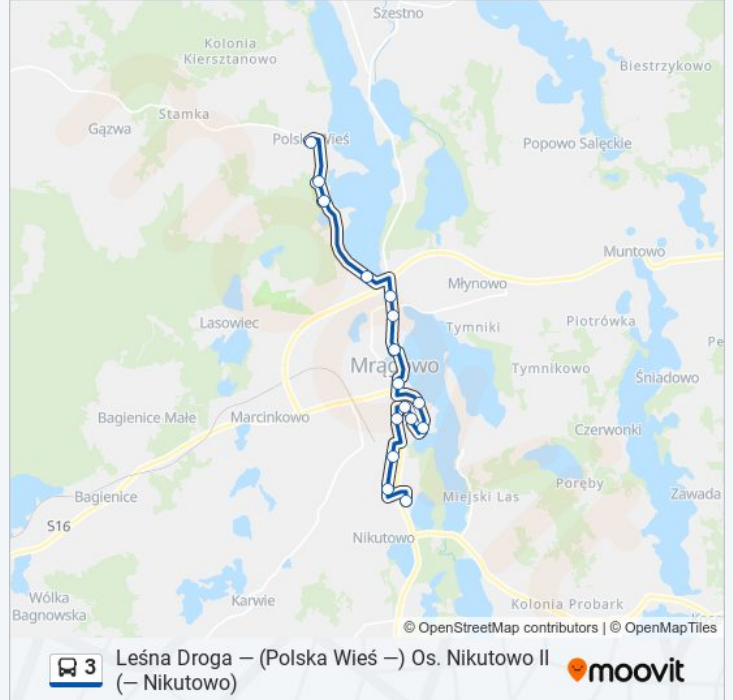 Szestno
Kolonia
Kiersztanowo
Biestrzykowo
Stamka
Gązwa
Polska Wieś
Popowo Salęckie
Muntowo
Młynowo
Lasowiec
Tymniki
Piotrówka
Mrągowo
Tymnikowo
Śniadowo
Bagienice Małe
Marcinkowo
Czerwonki
Bagienice
Miejski Las
Poręby
Zawada
S16
Nikutowo
Wólka
Bagnowska
Karwie
Kolonia Probark
© OpenStreetMap contributors | © OpenMapTiles
3
Leśna Droga — (Polska Wieś —) Os. Nikutowo II
(— Nikutowo)
moovit